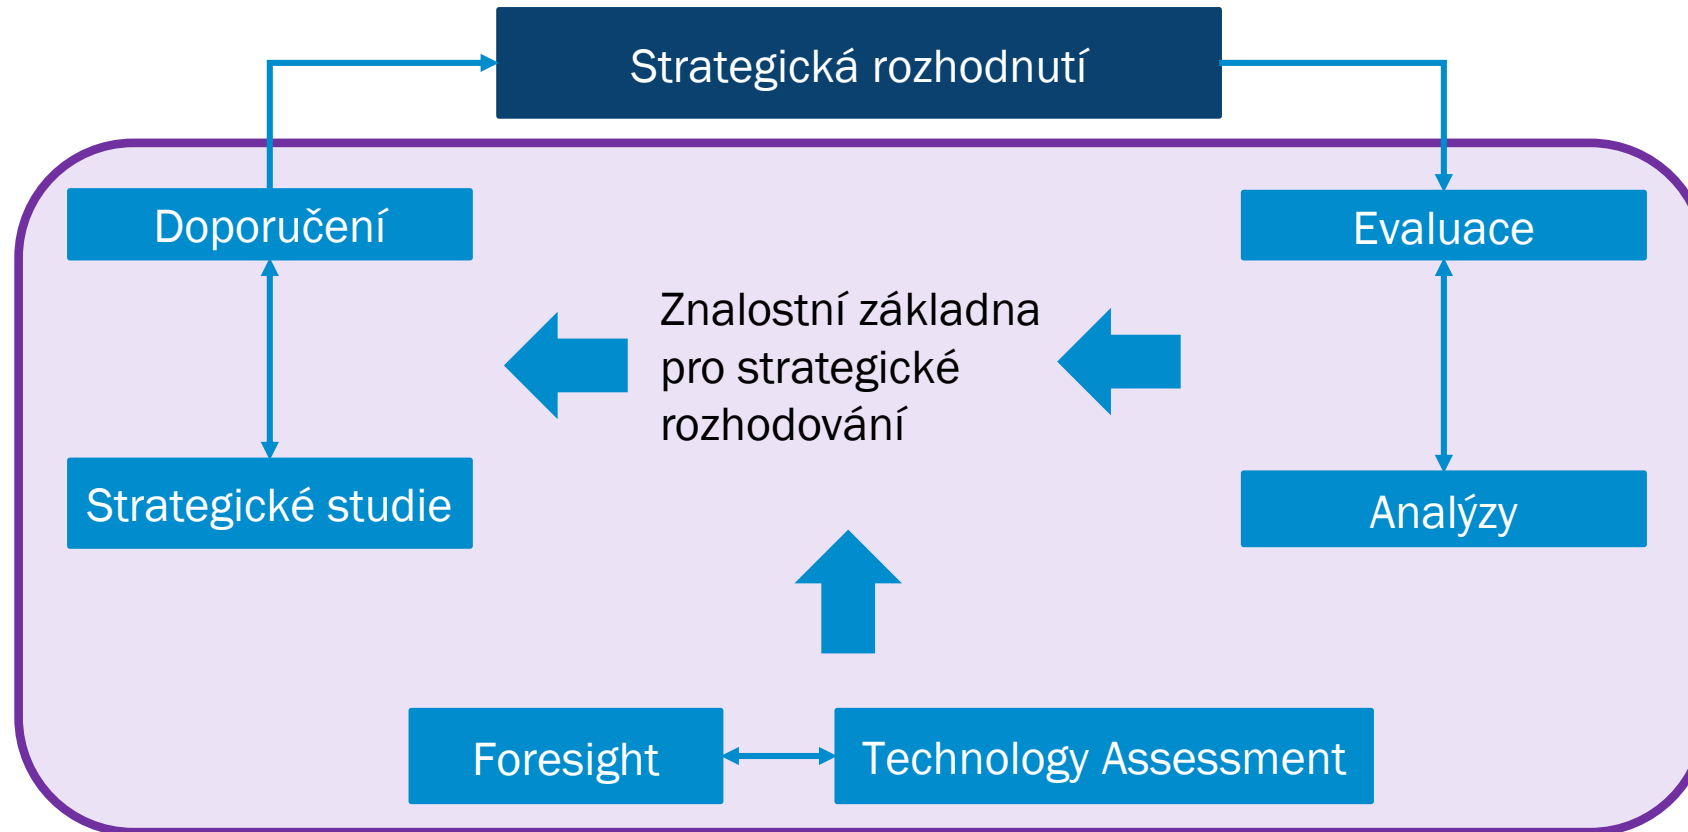 Strategická rozhodnutí
Doporučení
Evaluace
Znalostní základna
pro strategické
rozhodování
Strategické studie
Analýzy
Foresight
Technology Assessment